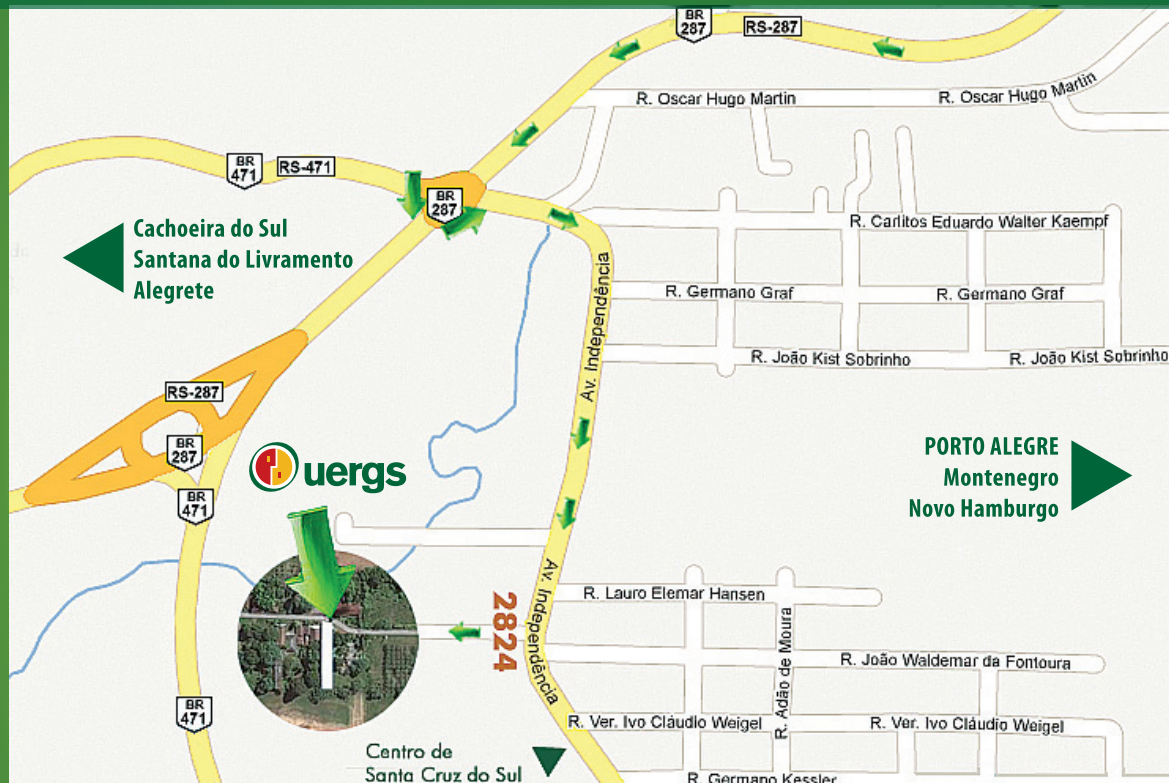 BR
287
RS-287
R. Oscar Hugo Martin
R. Oscar Hugo Martin
BR
471
RS-471
BR
287
Cachoeira do Sul
Santana do Livramento
Alegrete
R. Carlitos Eduardo Walter Kaempf
R. Germano Graf
R. Germano Graf
Av. Independência
R. João Kist Sobrinho
R. João Kist Sobrinho
RS-287
BR
287
BR
471
uergs
PORTO ALEGRE
Montenegro
Novo Hamburgo
Av. Independência
2824
R. Lauro Elemar Hansen
R. Adão de Moura
R. João Waldemar da Fontoura
BR
471
R. Ver. Ivo Cláudio Weigel
R. Ver. Ivo Cláudio Weigel
Centro de
Santa Cruz do Sul
R. Germano Kessler